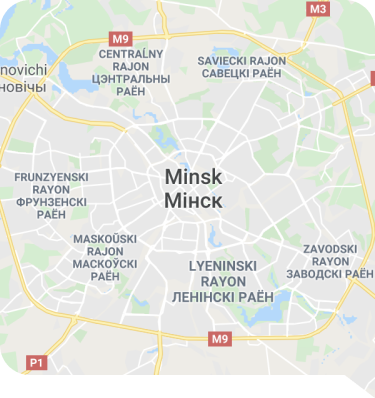 M3
M9
CENTRALNY
RAJON
ЦЭНТРАЛЬНЫ
РАЁН
SAVIECKI RAJON
САВЕЦКІ РАЁН
novichi
новічы
Minsk
Мінск
FRUNZYENSKI
RAYON
ФРУНЗЕНСКІ
РАЁН
MASKOŬSKI
RAJON
МАСКОЎСКІ
РАЁН
LYENINSKI
RAYON
ЛЕНІНСКІ РАЁН
ZAVODSKI
RAYON
ЗАВОДСКІ РАЁН
M9
P1